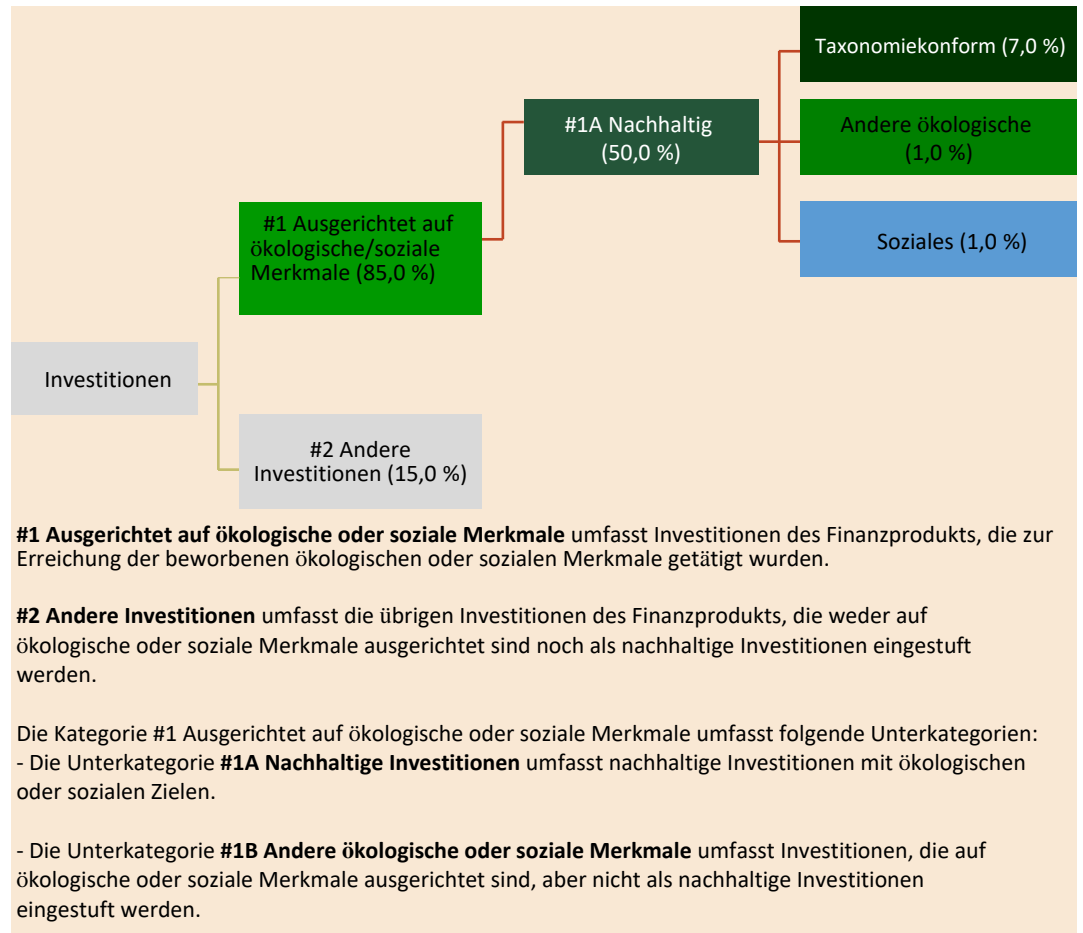 Taxonomiekonform (7,0 %)
#1A Nachhaltig
(50,0 %)
Andere ökologische
(1,0 %)
#1 Ausgerichtet auf
ökologische/soziale
Merkmale (85,0 %)
Soziales (1,0 %)
Investitionen
#2 Andere
Investitionen (15,0 %)
#1 Ausgerichtet auf ökologische oder soziale Merkmale umfasst Investitionen des Finanzprodukts, die zur
Erreichung der beworbenen ökologischen oder sozialen Merkmale getätigt wurden.
#2 Andere Investitionen umfasst die übrigen Investitionen des Finanzprodukts, die weder auf
ökologische oder soziale Merkmale ausgerichtet sind noch als nachhaltige Investitionen eingestuft
werden.
Die Kategorie #1 Ausgerichtet auf ökologische oder soziale Merkmale umfasst folgende Unterkategorien:
- Die Unterkategorie #1A Nachhaltige Investitionen umfasst nachhaltige Investitionen mit ökologischen
oder sozialen Zielen.
- Die Unterkategorie #1B Andere ökologische oder soziale Merkmale umfasst Investitionen, die auf
ökologische oder soziale Merkmale ausgerichtet sind, aber nicht als nachhaltige Investitionen
eingestuft werden.